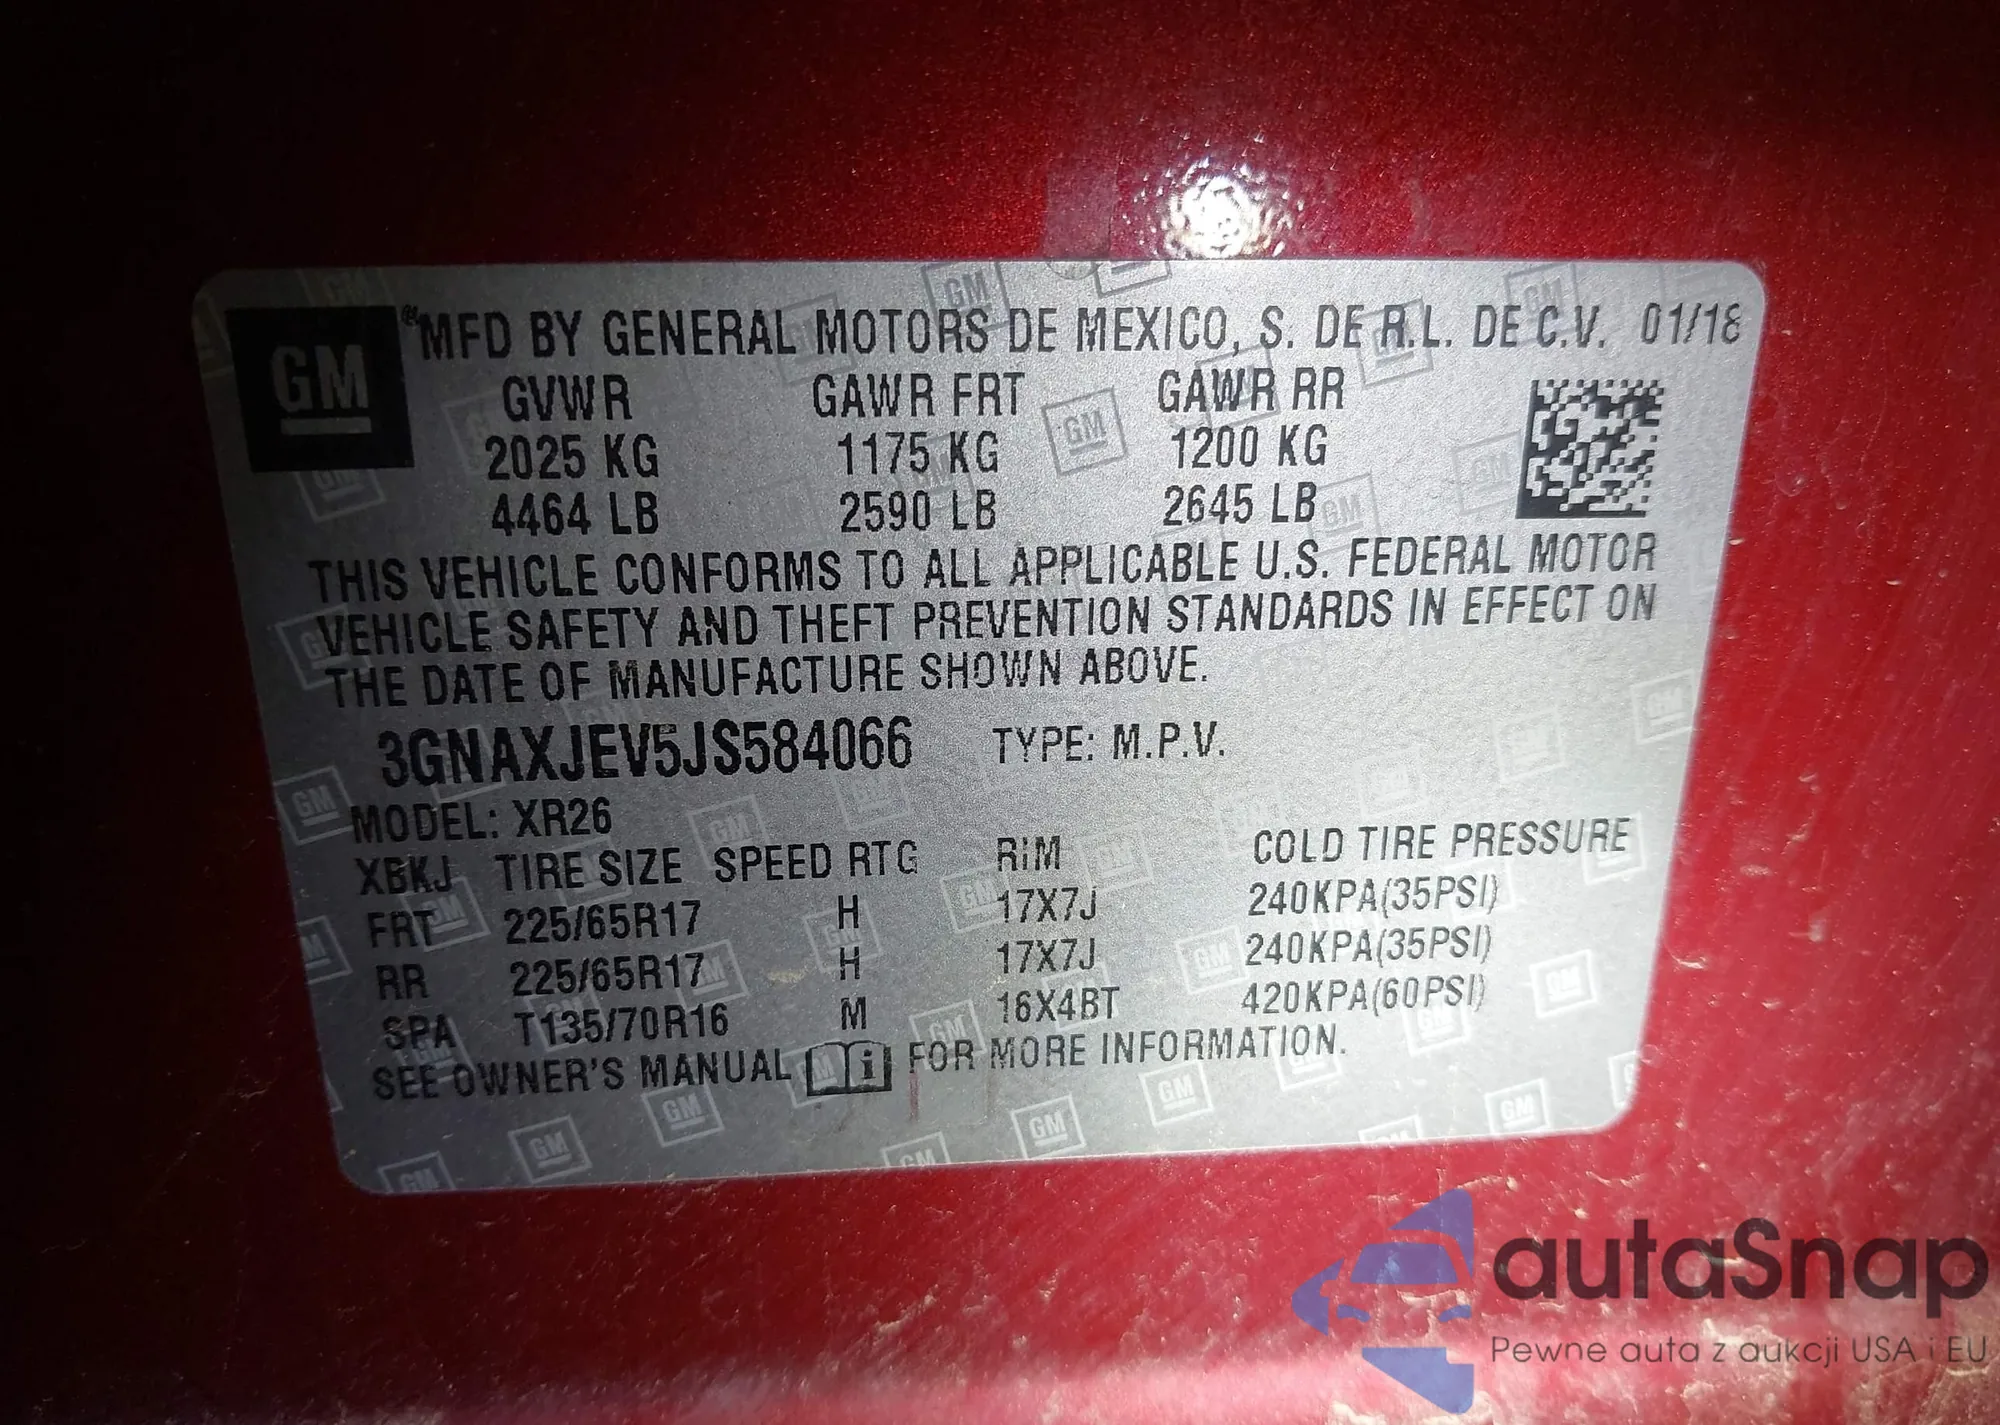 GM
MFD BY GENERAL MOTORS DE MEXICO, S. DE R.L. DE C.V. 01/18
GVWR GAWR FRT GAWR RR
2025 KG 1175 KG 1200 KG
4464 LB 2590 LB 2645 LB
THIS VEHICLE CONFORMS TO ALL APPLICABLE U.S. FEDERAL MOTOR
VEHICLE SAFETY AND THEFT PREVENTION STANDARDS IN EFFECT ON
THE DATE OF MANUFACTURE SHOWN ABOVE.
3GNAXJEV5JS584066 TYPE: M.P.V.
MODEL: XR26
XBKJ TIRE SIZE SPEED RTG RIM COLD TIRE PRESSURE
FRT 225/65R17 H 17X7J 240KPA(35PSI)
RR 225/65R17 H 17X7J 240KPA(35PSI)
SPA T135/70R16 M 16X4BT 420KPA(60PSI)
SEE OWNER'S MANUAL i FOR MORE INFORMATION.
autaSnap
Pewne auta z aukcji USA i EU